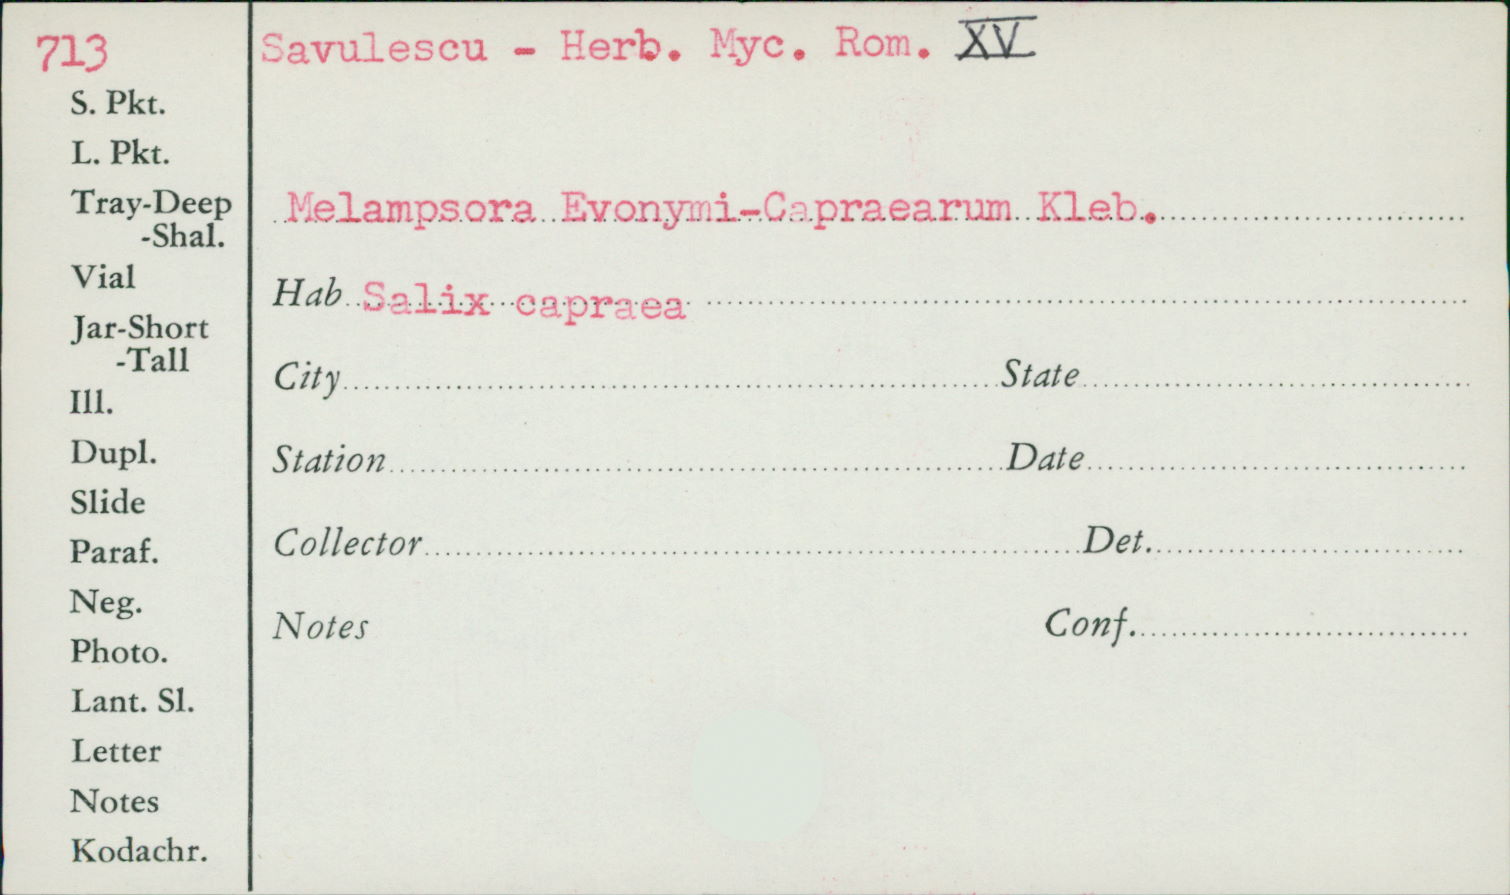 713
Savulescu - Herb. Myc. Rom. XV
S. Pkt.
L. Pkt.
Tray-Deep
-Shal.
Vial
Jar-Short
-Tall
Ill.
Dupl.
Slide
Paraf.
Neg.
Photo.
Lant. Sl.
Letter
Notes
Kodachr.
Melampsora Evonymi-Capraearum Kleb.
Hab Salix capraea
City State
Station Date
Collector Det.
Notes Conf.